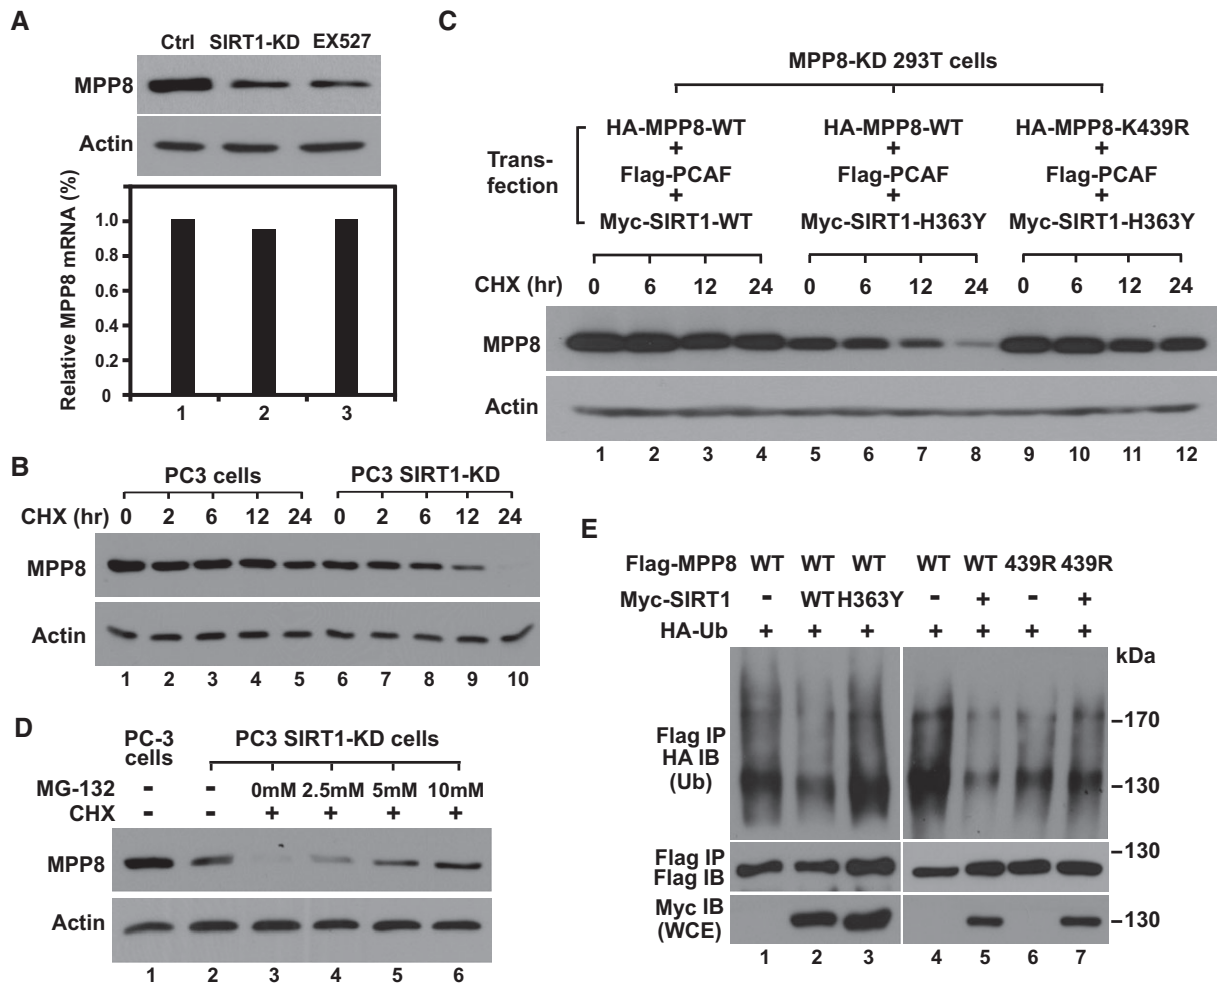 A
Ctrl SIRT1-KD EX527
MPP8
Actin
Relative MPP8 mRNA (%)
1.0
0.8
0.6
0.4
0.2
0
1 2 3
B
PC3 cells PC3 SIRT1-KD
CHX (hr) 0 2 6 12 24 0 2 6 12 24
MPP8
Actin
1 2 3 4 5 6 7 8 9 10
C
MPP8-KD 293T cells
Trans-
fection
HA-MPP8-WT HA-MPP8-WT HA-MPP8-K439R
+ + +
Flag-PCAF Flag-PCAF Flag-PCAF
+ + +
Myc-SIRT1-WT Myc-SIRT1-H363Y Myc-SIRT1-H363Y
CHX (hr) 0 6 12 24 0 6 12 24 0 6 12 24
MPP8
Actin
1 2 3 4 5 6 7 8 9 10 11 12
D
PC-3
cells
PC3 SIRT1-KD cells
MG-132 - - 0mM 2.5mM 5mM 10mM
CHX - - + + + +
MPP8
Actin
1 2 3 4 5 6
E
Flag-MPP8 WT WT WT WT WT 439R 439R
Myc-SIRT1 - WT H363Y - + - +
HA-Ub + + + + + + +
kDa
Flag IP
HA IB
(Ub)
-170
-130
Flag IP
Flag IB
-130
Myc IB
(WCE)
-130
1 2 3 4 5 6 7